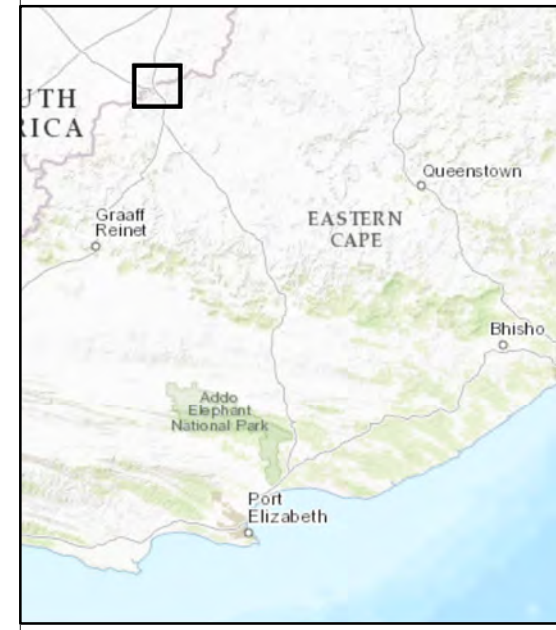 UTH
RICA
Queenstown
Graaff
Reinet
EASTERN
CAPE
Bhisho
Addo
Elephant
National Park
Port
Elizabeth